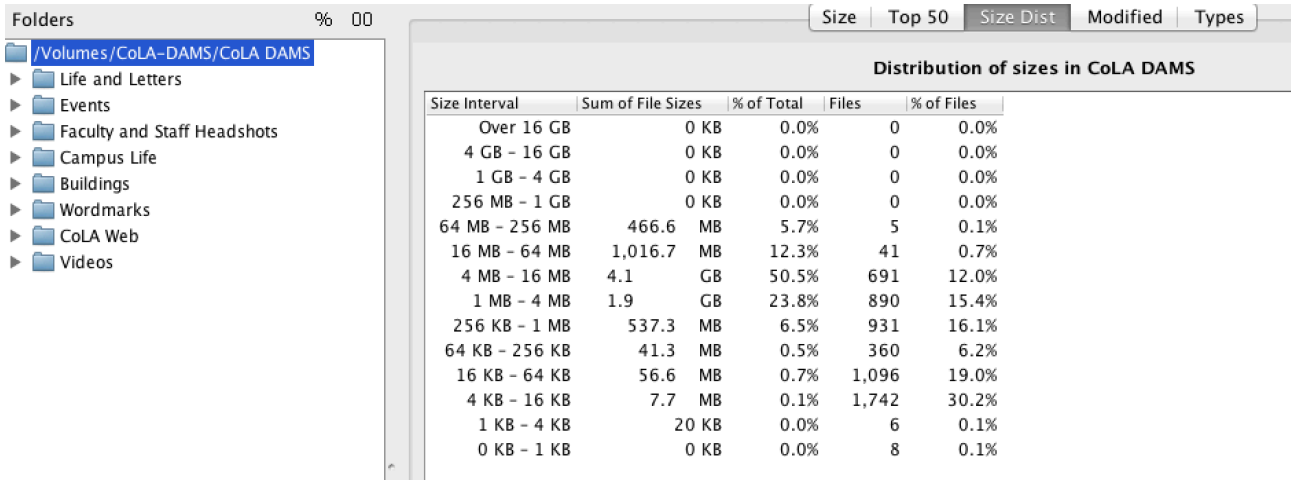 Folders % 00
/Volumes/CoLA-DAMS/CoLA DAMS
Life and Letters
Events
Faculty and Staff Headshots
Campus Life
Buildings
Wordmarks
CoLA Web
Videos
Size Top 50 Size Dist Modified Types
Distribution of sizes in CoLA DAMS
Size Interval Sum of File Sizes % of Total Files % of Files
Over 16 GB 0 KB 0.0% 0 0.0%
4 GB – 16 GB 0 KB 0.0% 0 0.0%
1 GB – 4 GB 0 KB 0.0% 0 0.0%
256 MB – 1 GB 0 KB 0.0% 0 0.0%
64 MB – 256 MB 466.6 MB 5.7% 5 0.1%
16 MB – 64 MB 1,016.7 MB 12.3% 41 0.7%
4 MB – 16 MB 4.1 GB 50.5% 691 12.0%
1 MB – 4 MB 1.9 GB 23.8% 890 15.4%
256 KB – 1 MB 537.3 MB 6.5% 931 16.1%
64 KB – 256 KB 41.3 MB 0.5% 360 6.2%
16 KB – 64 KB 56.6 MB 0.7% 1,096 19.0%
4 KB – 16 KB 7.7 MB 0.1% 1,742 30.2%
1 KB – 4 KB 20 KB 0.0% 6 0.1%
0 KB – 1 KB 0 KB 0.0% 8 0.1%